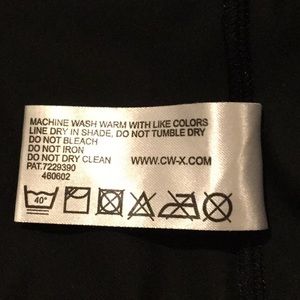 MACHINE WASH WARM WITH LIKE COLORS
LINE DRY IN SHADE, DO NOT TUMBLE DRY
DO NOT BLEACH
DO NOT IRON
DO NOT DRY CLEAN WWW.CW-X.COM
PAT.7229390
460602
40°